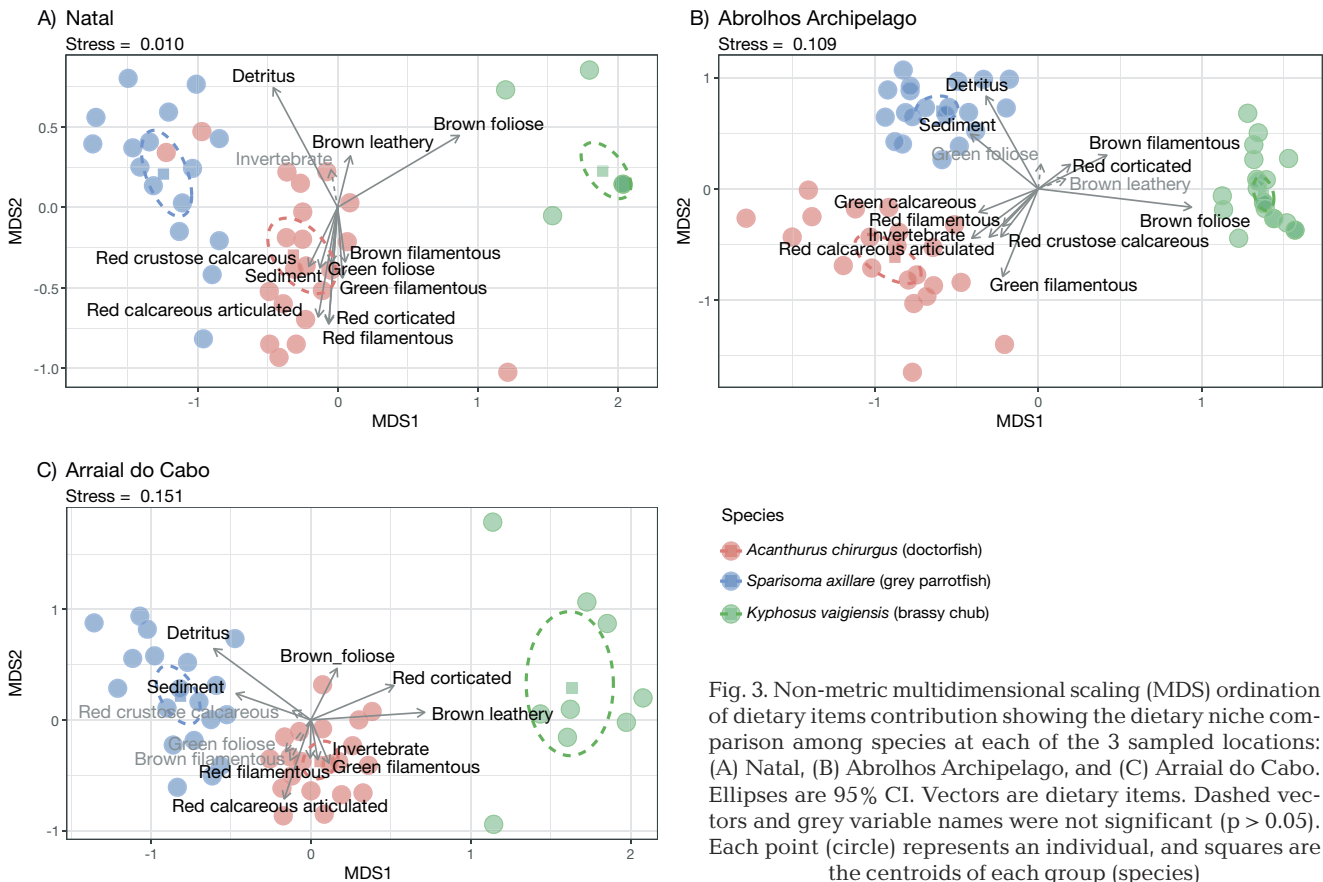 A) Natal
Stress = 0.010
Detritus
Brown foliose
Brown leathery
Invertebrate
Red crustose calcareous
Brown filamentous
Sediment
Green foliose
Green filamentous
Red calcareous articulated
Red corticated
Red filamentous
0.5
0.0
-0.5
-1.0
MDS2
-1
0
1
2
MDS1
B) Abrolhos Archipelago
Stress = 0.109
Detritus
Sediment
Green foliose
Brown filamentous
Red corticated
Brown leathery
Green calcareous
Red filamentous
Brown foliose
Invertebrate
Red crustose calcareous
Red calcareous articulated
Green filamentous
1
0
-1
MDS2
-1
0
1
MDS1
C) Arraial do Cabo
Stress = 0.151
Detritus
Brown_foliose
Red corticated
Sediment
Red crustose calcareous
Brown leathery
Green foliose
Invertebrate
Brown filamentous
Red filamentous
Green filamentous
Red calcareous articulated
1
0
-1
MDS2
-1
0
1
2
MDS1
Species
Acanthurus chirurgus (doctorfish)
Sparisoma axillare (grey parrotfish)
Kyphosus vaigiensis (brassy chub)
Fig. 3. Non-metric multidimensional scaling (MDS) ordination
of dietary items contribution showing the dietary niche com-
parison among species at each of the 3 sampled locations:
(A) Natal, (B) Abrolhos Archipelago, and (C) Arraial do Cabo.
Ellipses are 95% CI. Vectors are dietary items. Dashed vec-
tors and grey variable names were not significant (p > 0.05).
Each point (circle) represents an individual, and squares are
the centroids of each group (species)